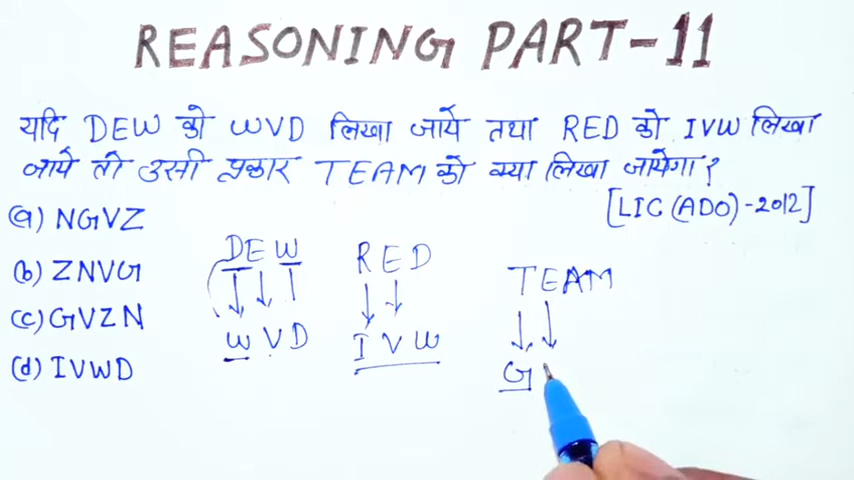 REASONING PART-11
यदि DEW को WVD लिखा जाये तथा RED को IVW लिखा
जाये तो उसी प्रकार TEAM को क्या लिखा जायेगा?
[LIC(ADO)-2012]
(a) NGVZ
(b) ZNVG
(c) GVZN
(d) IVWD
DEW
WVD
RED
IVW
TEAM
G